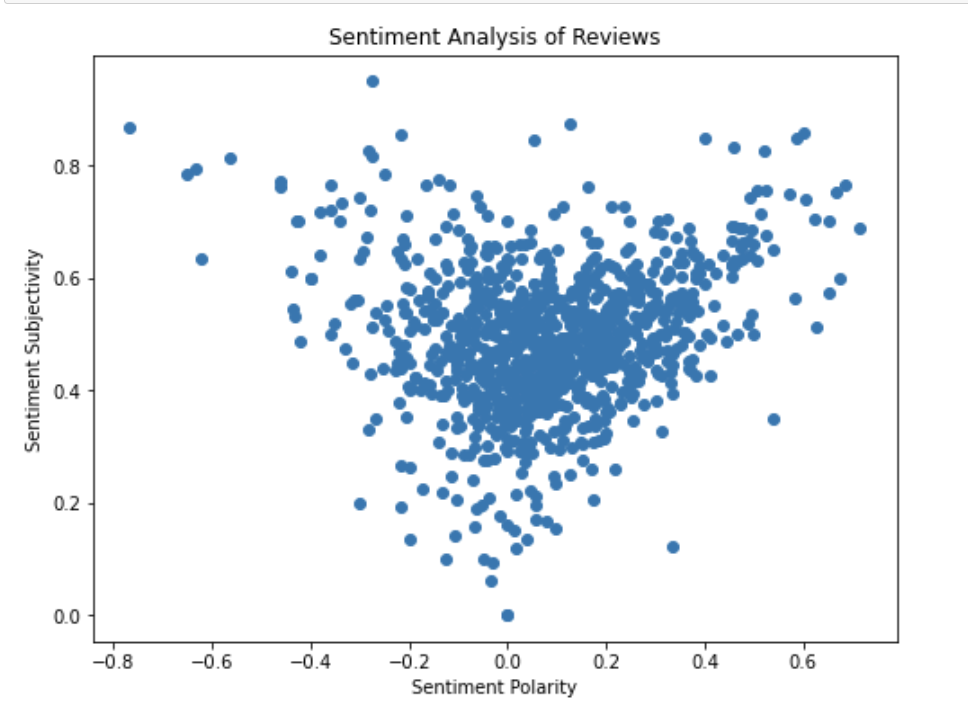 Sentiment Analysis of Reviews
Sentiment Subjectivity
0.8
0.6
0.4
0.2
0.0
−0.8 −0.6 −0.4 −0.2 0.0 0.2 0.4 0.6
Sentiment Polarity